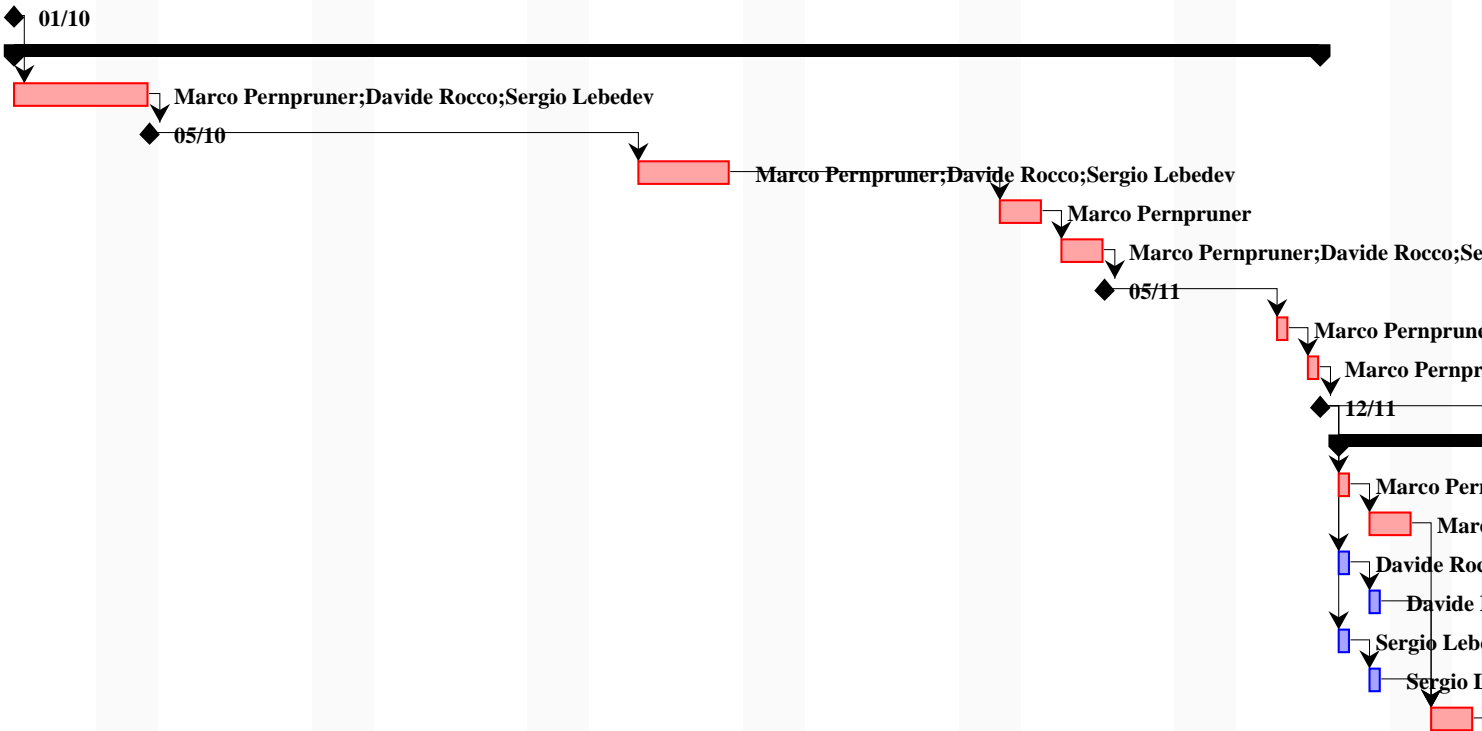 01/10
Marco Pernpruner;Davide Rocco;Sergio Lebedev
05/10
Marco Pernpruner;Davide Rocco;Sergio Lebedev
Marco Pernpruner
Marco Pernpruner;Davide Rocco;Se
05/11
Marco Pernprune
Marco Pernpr
12/11
Marco Per
Marc
Davide Roc
Davide
Sergio Leb
Sergio L